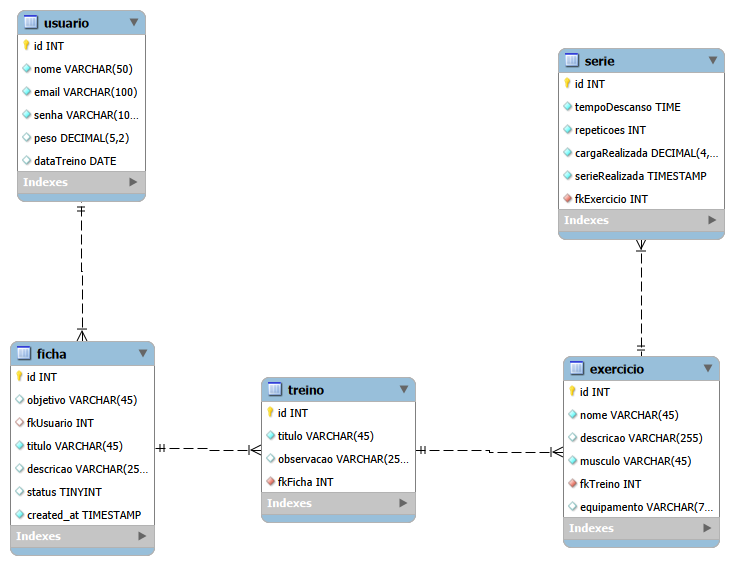 usuario
id INT
nome VARCHAR(50)
email VARCHAR(100)
senha VARCHAR(10...
peso DECIMAL(5,2)
dataTreino DATE
Indexes
serie
id INT
tempoDescanso TIME
repeticoes INT
cargaRealizada DECIMAL(4,...
serieRealizada TIMESTAMP
fkExercicio INT
Indexes
ficha
id INT
objetivo VARCHAR(45)
fkUsuario INT
titulo VARCHAR(45)
descricao VARCHAR(25...
status TINYINT
created_at TIMESTAMP
Indexes
treino
id INT
titulo VARCHAR(45)
observacao VARCHAR(25...
fkFicha INT
Indexes
exercicio
id INT
nome VARCHAR(45)
descricao VARCHAR(255)
musculo VARCHAR(45)
fkTreino INT
equipamento VARCHAR(7...
Indexes